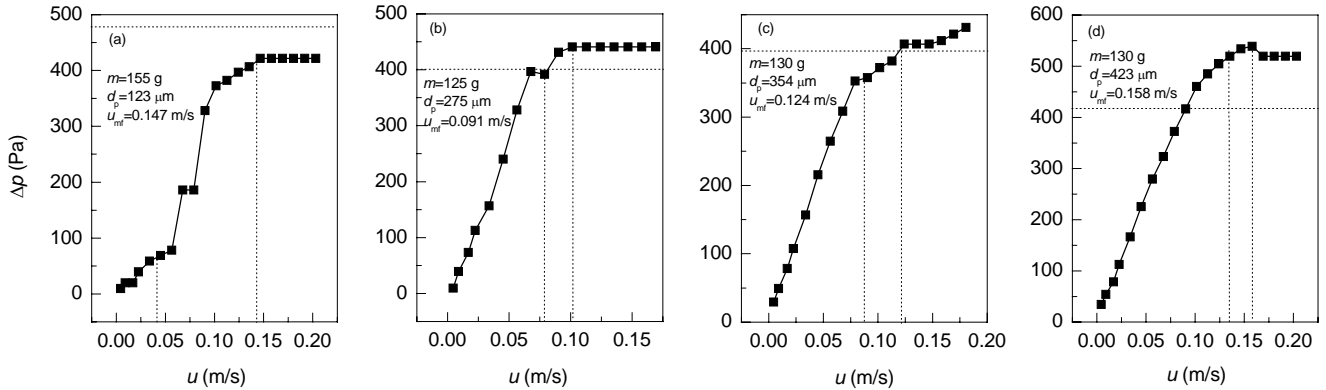 (a)
m=155 g
dp=123 μm
umf=0.147 m/s
500
400
300
200
100
0
Δp (Pa)
0.00 0.05 0.10 0.15 0.20
u (m/s)
(b)
m=125 g
dp=275 μm
umf=0.091 m/s
500
400
300
200
100
0
0.00 0.05 0.10 0.15
u (m/s)
(c)
m=130 g
dp=354 μm
umf=0.124 m/s
400
300
200
100
0
0.00 0.05 0.10 0.15 0.20
u (m/s)
(d)
m=130 g
dp=423 μm
umf=0.158 m/s
600
500
400
300
200
100
0
0.00 0.05 0.10 0.15 0.20
u (m/s)